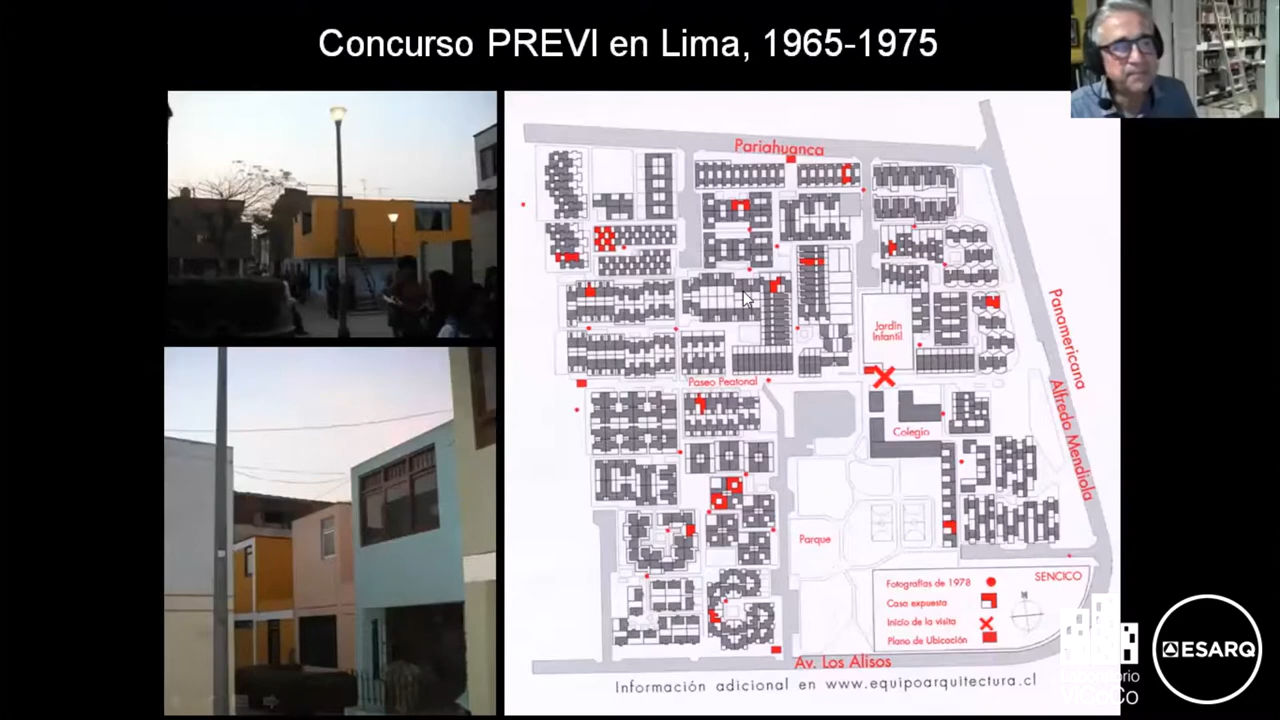 Concurso PREVI en Lima, 1965-1975
Pariahuanca
Jardín
Infantil
Panamericana
Alfredo Mendiola
Paseo Peatonal
Colegio
Parque
SENCICO
Fotografías de 1978
Casa expuesta
Inicio de la visita
Plano de Ubicación
N
Av. Los Alisos
Información adicional en www.equipoarquitectura.cl
Laboratorio
ViCoCo
ESARQ